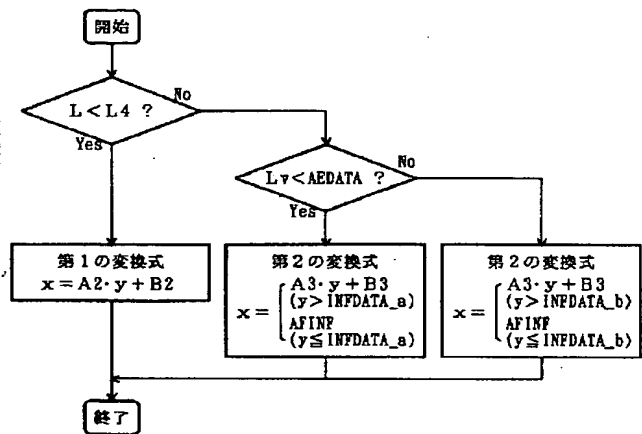 開始
L<L4 ?
No
Yes
Lv<AEDATA ?
No
Yes
第1の変換式
x=A2·y+B2
第2の変換式
x=
A3·y+B3
(y>INFDATA_a)
AFINF
(y≦INFDATA_a)
第2の変換式
x=
A3·y+B3
(y>INFDATA_b)
AFINF
(y≦INFDATA_b)
終了